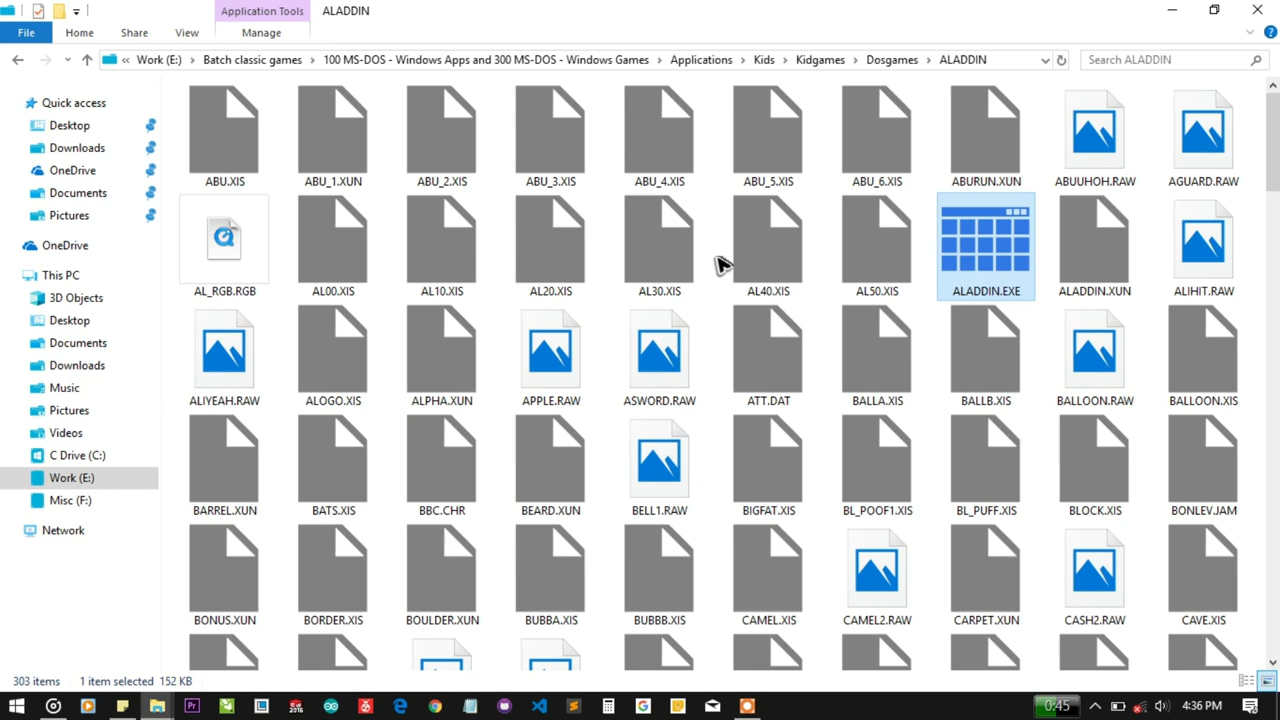 Application Tools
ALADDIN
File
Home
Share
View
Manage
« Work (E:) > Batch classic games > 100 MS-DOS - Windows Apps and 300 MS-DOS - Windows Games > Applications > Kids > Kidgames > Dosgames > ALADDIN
Search ALADDIN
Quick access
Desktop
Downloads
OneDrive
Documents
Pictures
OneDrive
This PC
3D Objects
Desktop
Documents
Downloads
Music
Pictures
Videos
C Drive (C:)
Work (E:)
Misc (F:)
Network
ABU.XIS
ABU_1.XUN
ABU_2.XIS
ABU_3.XIS
ABU_4.XIS
ABU_5.XIS
ABU_6.XIS
ABURUN.XUN
ABUUHOH.RAW
AGUARD.RAW
AL_RGB.RGB
AL00.XIS
AL10.XIS
AL20.XIS
AL30.XIS
AL40.XIS
AL50.XIS
ALADDIN.EXE
ALADDIN.XUN
ALIHIT.RAW
ALIYEAH.RAW
ALOGO.XIS
ALPHA.XUN
APPLE.RAW
ASWORD.RAW
ATT.DAT
BALLA.XIS
BALLB.XIS
BALLOON.RAW
BALLOON.XIS
BARREL.XUN
BATS.XIS
BBC.CHR
BEARD.XUN
BELL1.RAW
BIGFAT.XIS
BL_POOF1.XIS
BL_PUFF.XIS
BLOCK.XIS
BONLEV.JAM
BONUS.XUN
BORDER.XIS
BOULDER.XUN
BUBBA.XIS
BUBBB.XIS
CAMEL.XIS
CAMEL2.RAW
CARPET.XUN
CASH2.RAW
CAVE.XIS
303 items
1 item selected 152 KB
0:45
4:36 PM